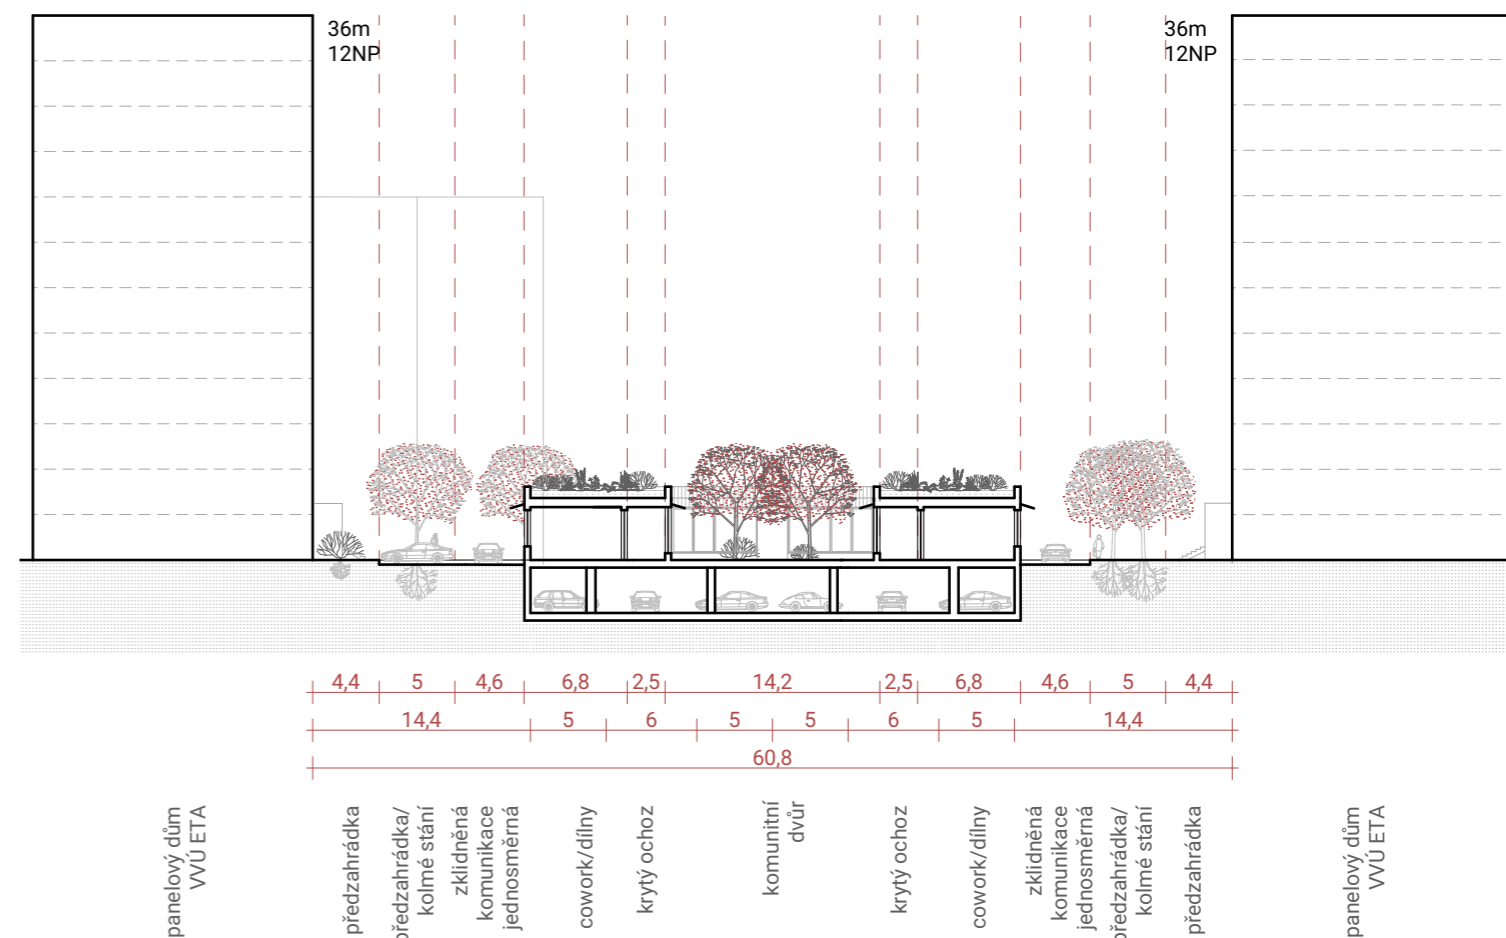 36m
12NP
36m
12NP
4,4 5 4,6 6,8 2,5 14,2 2,5 6,8 4,6 5 4,4
14,4 5 6 5 5 6 5 14,4
60,8
panelový dům
VVÚ ETA
předzahrádka
předzahrádka/
kolmé stání
zklidněná
komunikace
jednosměrná
cowork/dílny
krytý ochoz
komunitní
dvůr
krytý ochoz
cowork/dílny
zklidněná
komunikace
jednosměrná
předzahrádka/
kolmé stání
předzahrádka
panelový dům
VVÚ ETA